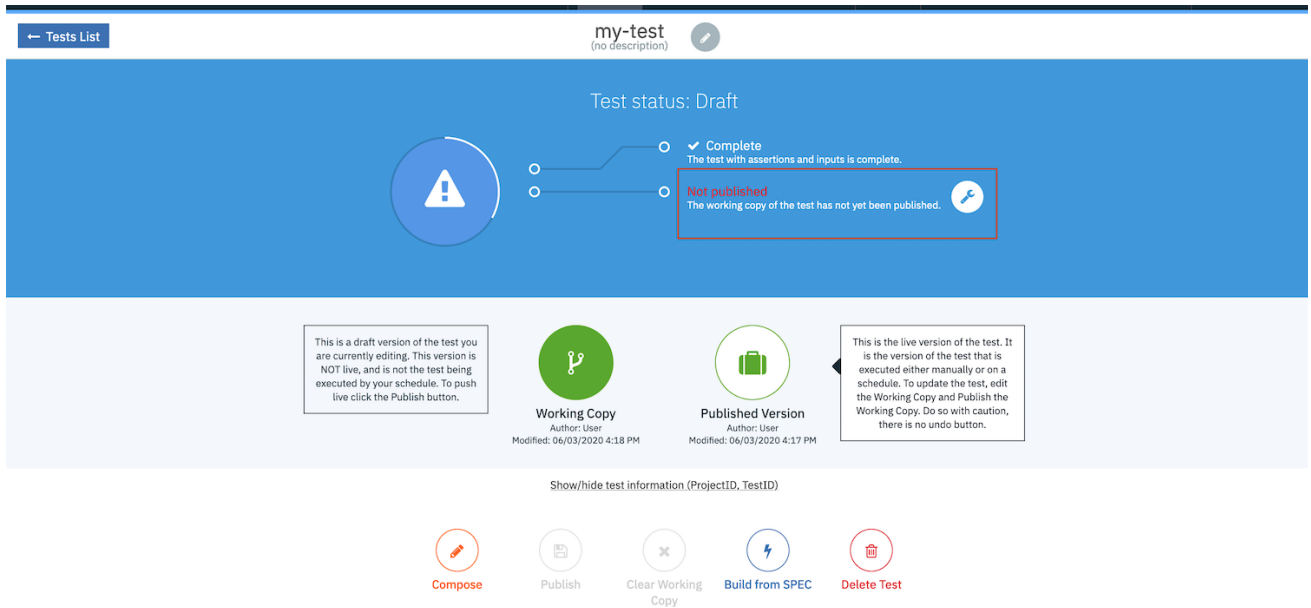 ← Tests List
my-test
(no description)
Test status: Draft
✔ Complete
The test with assertions and inputs is complete.
Not published
The working copy of the test has not yet been published.
This is a draft version of the test you
are currently editing. This version is
NOT live, and is not the test being
executed by your schedule. To push
live click the Publish button.
Working Copy
Author: User
Modified: 06/03/2020 4:18 PM
Published Version
Author: User
Modified: 06/03/2020 4:17 PM
This is the live version of the test. It
is the version of the test that is
executed either manually or on a
schedule. To update the test, edit
the Working Copy and Publish the
Working Copy. Do so with caution,
there is no undo button.
Show/hide test information (ProjectID, TestID)
Compose
Publish
Clear Working
Copy
Build from SPEC
Delete Test